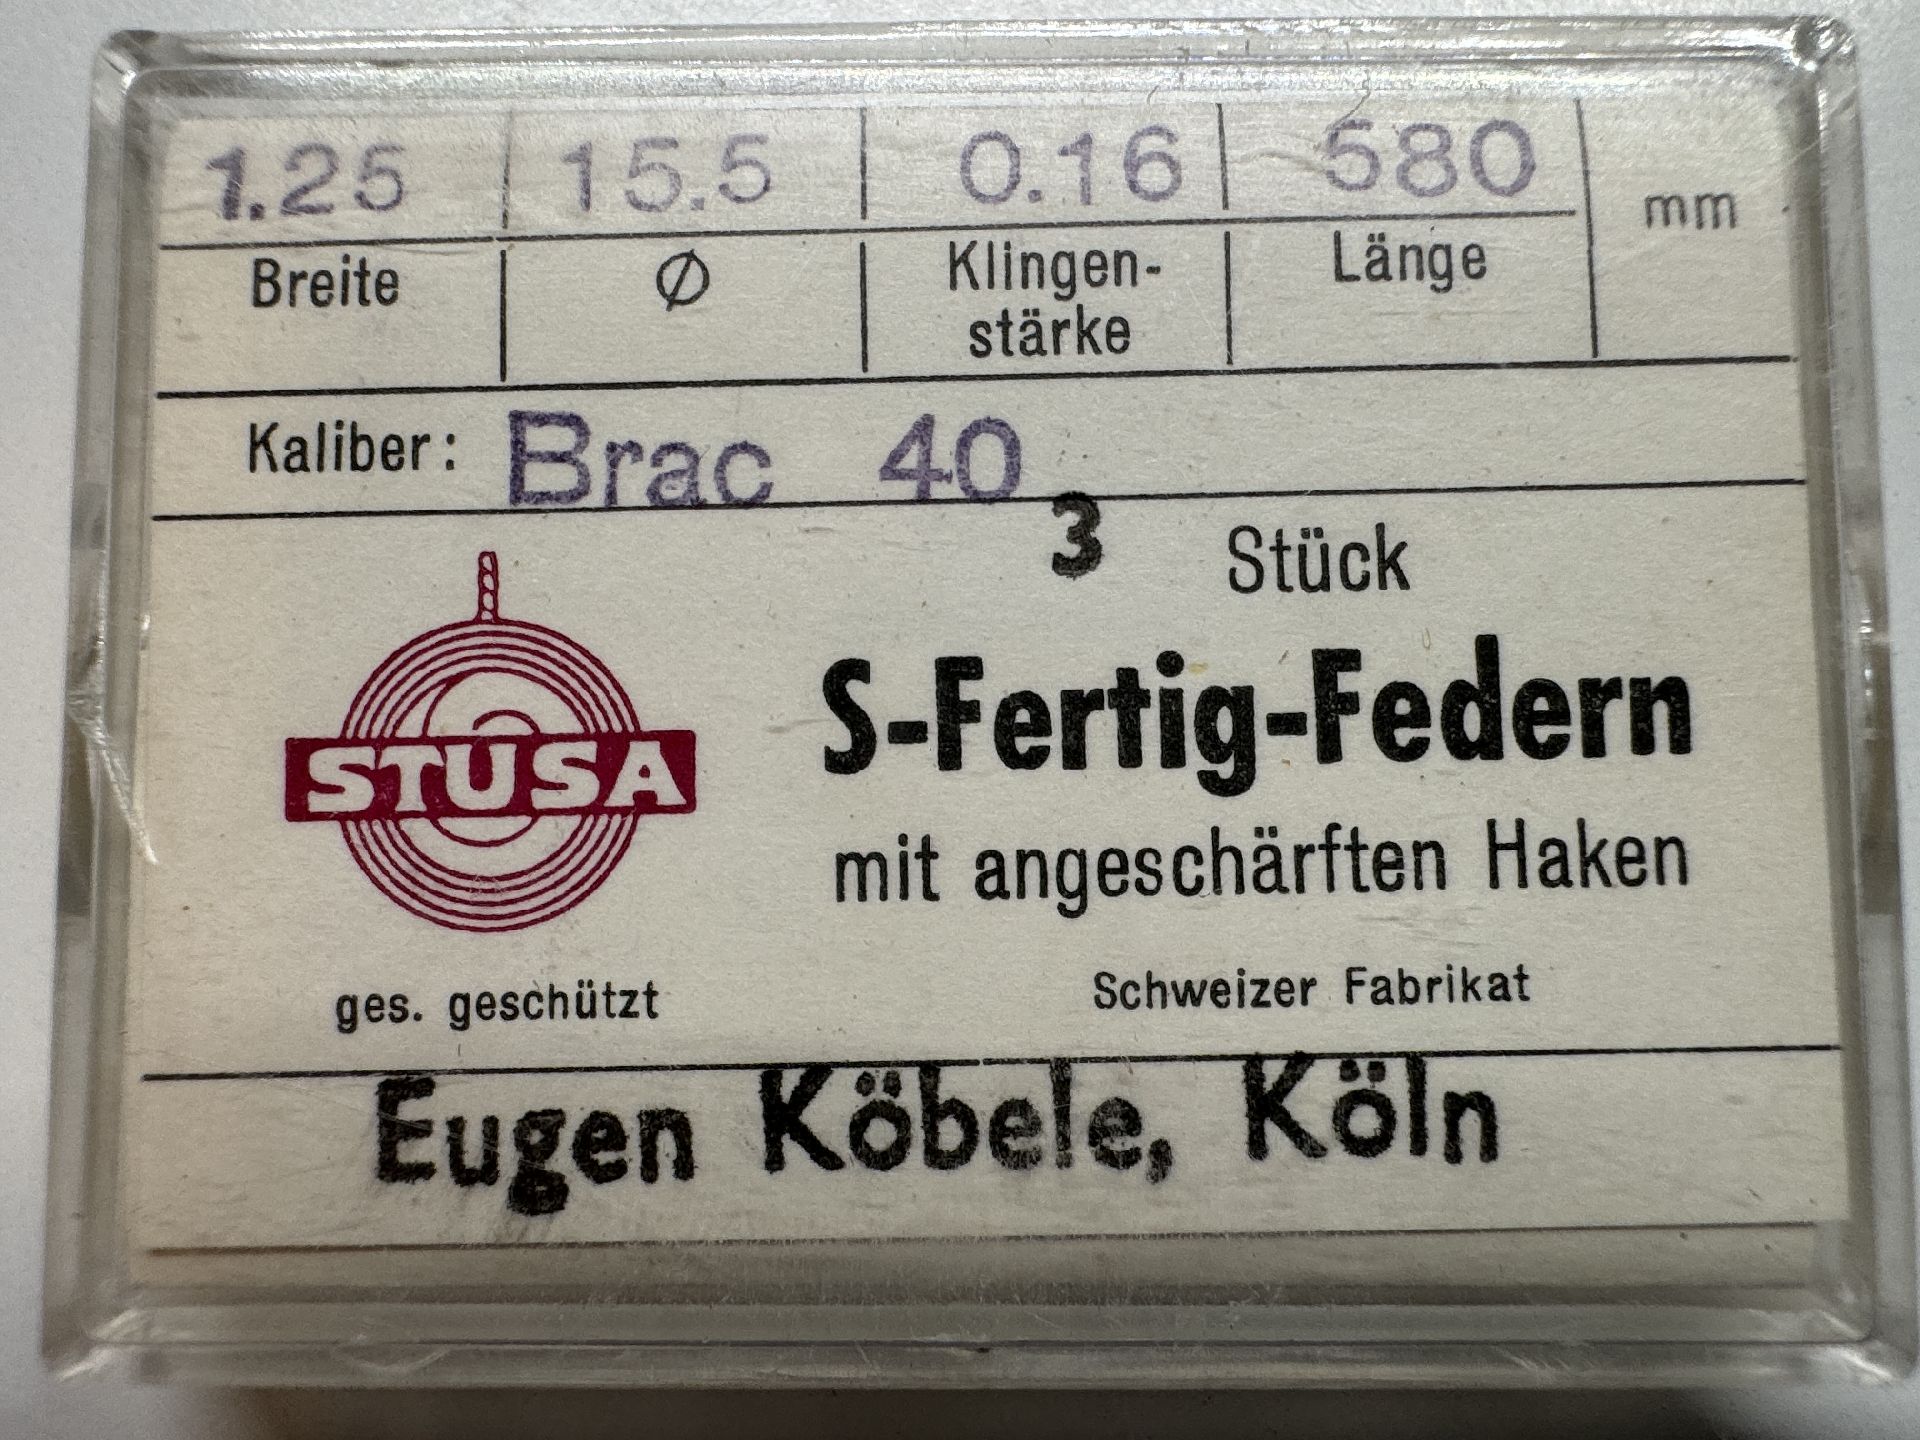 1.25 15.5 0.16 580 mm
Breite Ø Klingen-stärke Länge
Kaliber: Brac 40
3 Stück
STUSA
S-Fertig-Federn
mit angeschärften Haken
ges. geschützt
Schweizer Fabrikat
Eugen Köbele, Köln